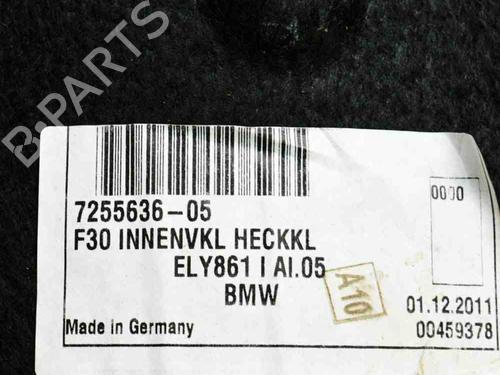 B-PARTS
0000
7255636-05
F30 INNENVKL HECKKL
ELY861 I AI.05
A10
BMW
01.12.2011
Made in Germany
00459378